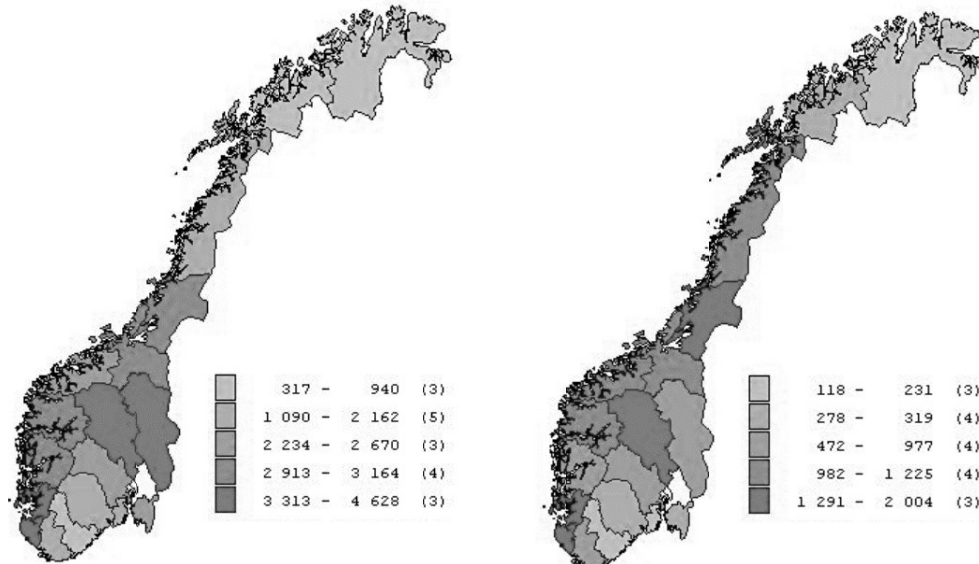 317 - 940 (3)
1 090 - 2 162 (5)
2 234 - 2 670 (3)
2 913 - 3 164 (4)
3 313 - 4 628 (3)
118 - 231 (3)
278 - 319 (4)
472 - 977 (4)
982 - 1 225 (4)
1 291 - 2 004 (3)